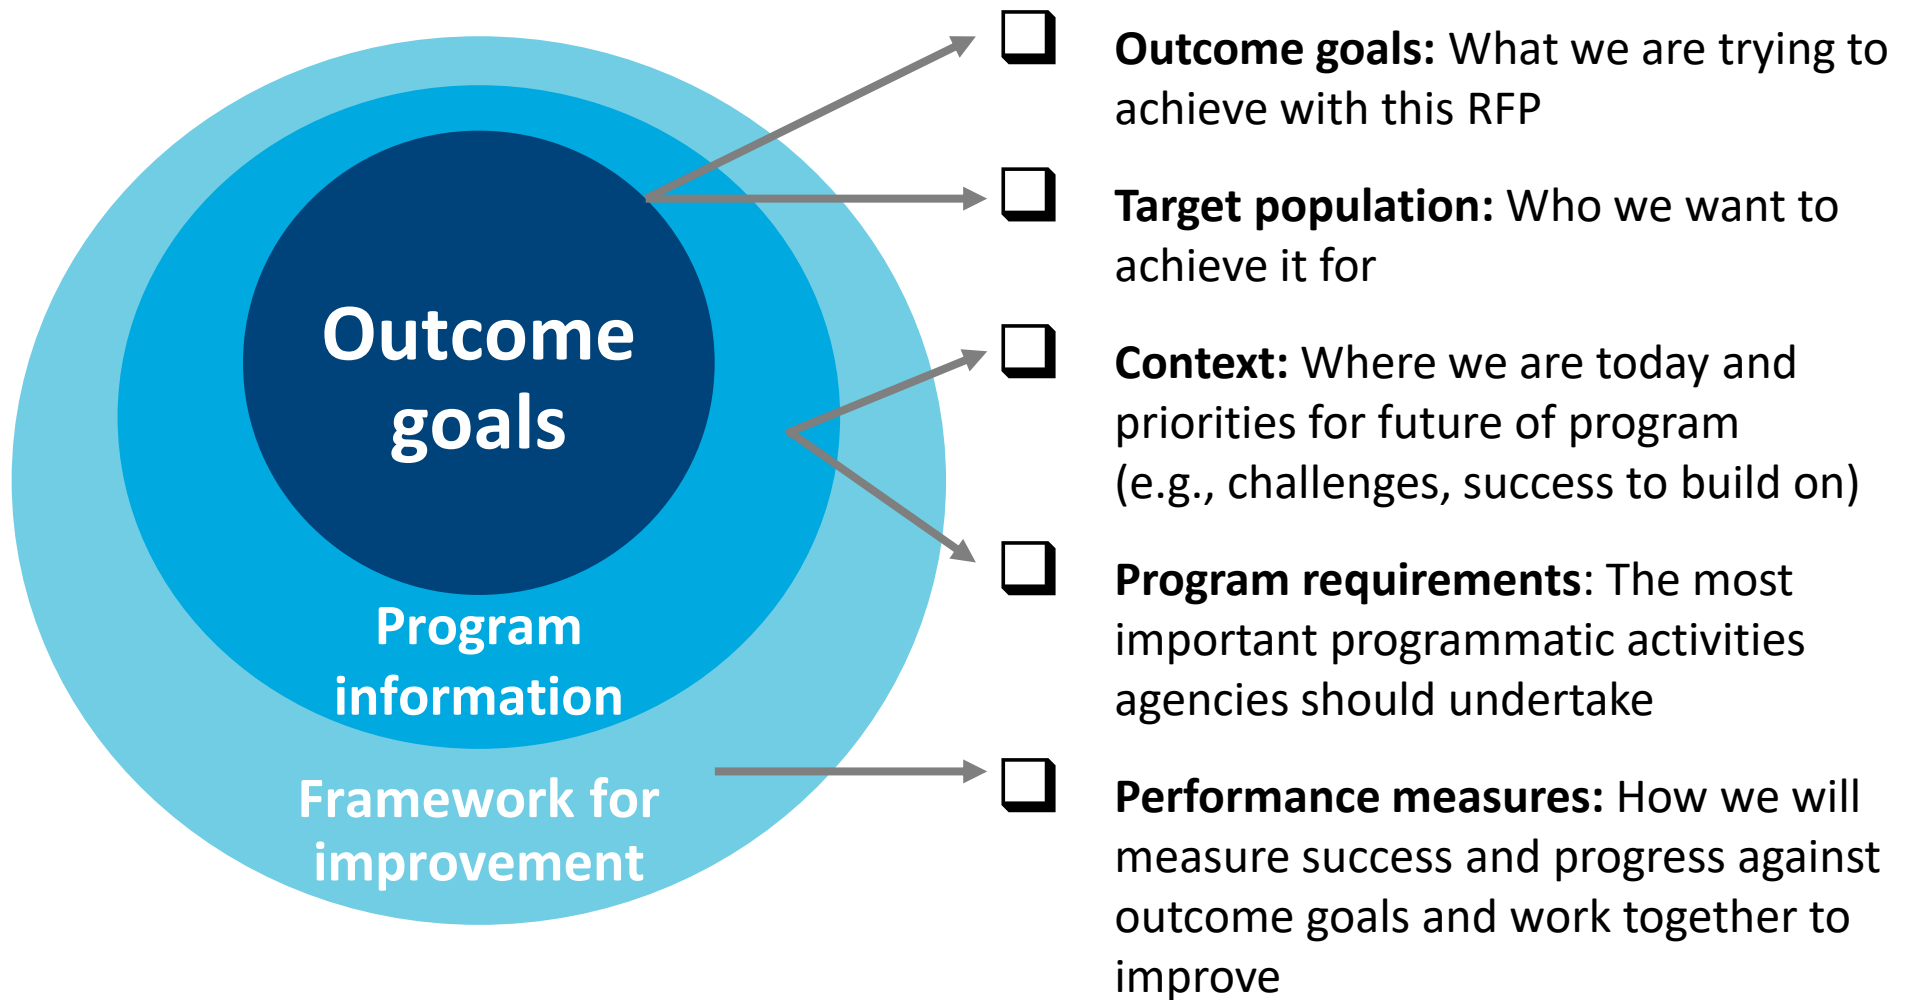 Outcome
goals
Program
information
Framework for
improvement
Outcome goals: What we are trying to
achieve with this RFP
Target population: Who we want to
achieve it for
Context: Where we are today and
priorities for future of program
(e.g., challenges, success to build on)
Program requirements: The most
important programmatic activities
agencies should undertake
Performance measures: How we will
measure success and progress against
outcome goals and work together to
improve